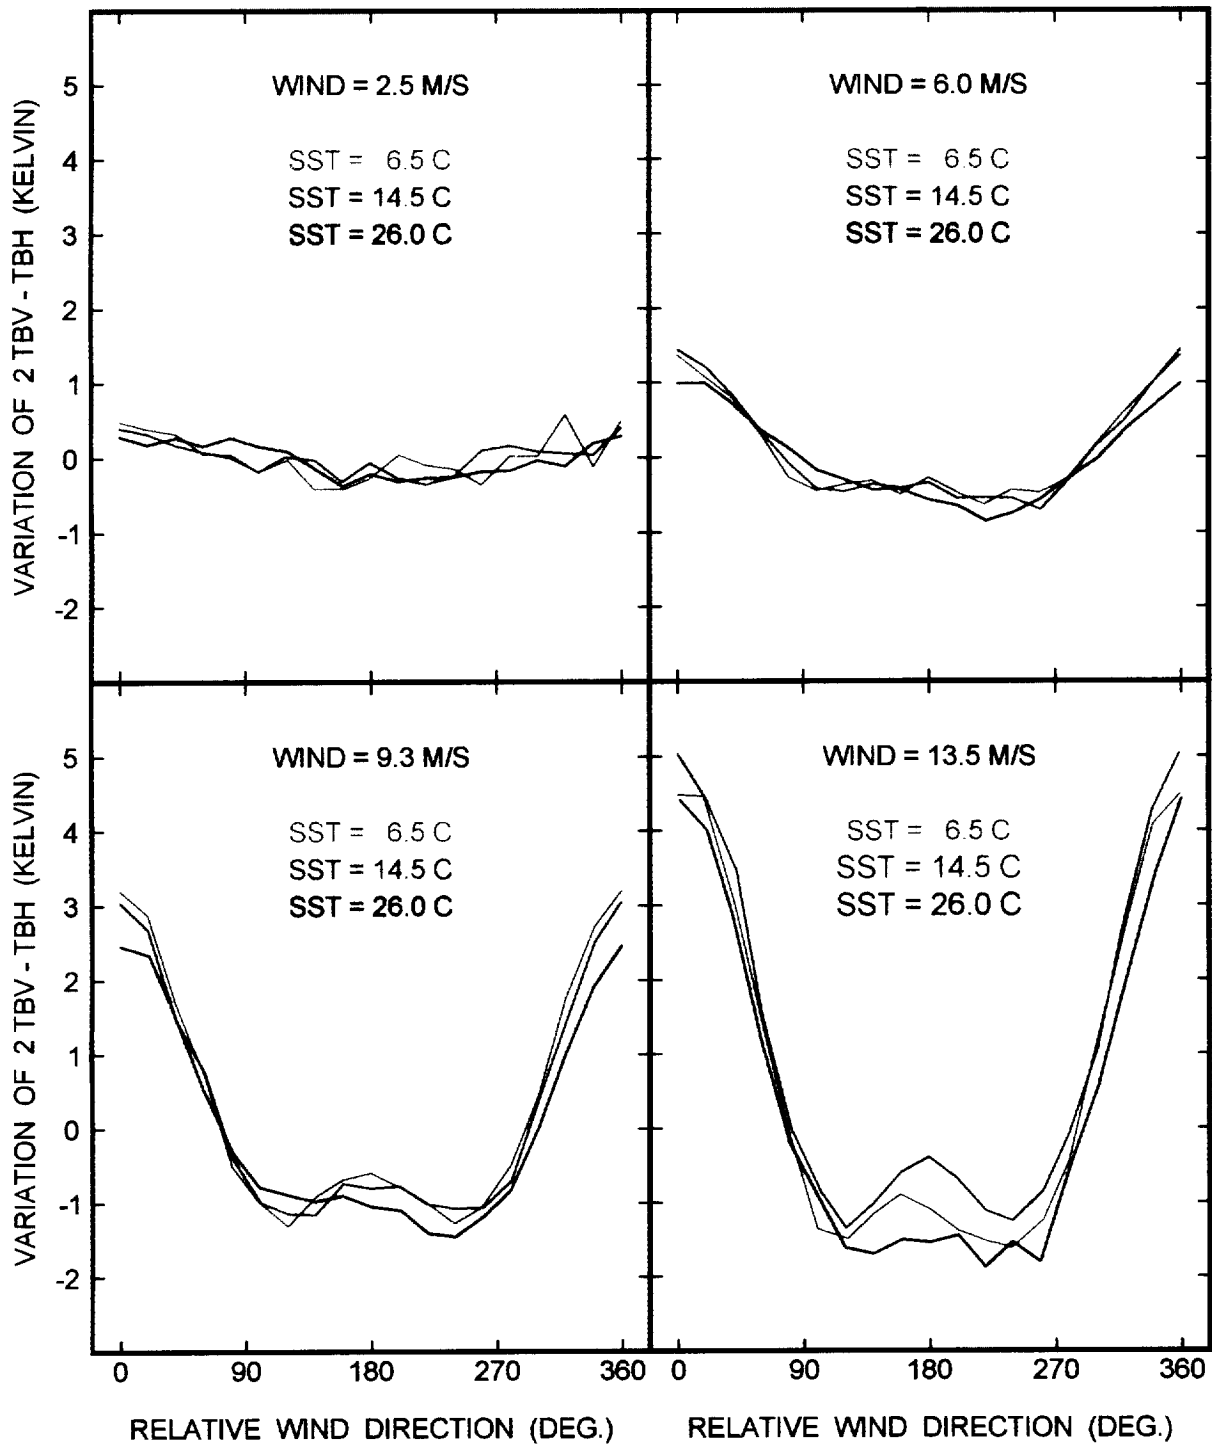 VARIATION OF 2 TBV - TBH (KELVIN)
5
4
3
2
1
0
-1
-2
WIND = 2.5 M/S
SST = 6.5 C
SST = 14.5 C
SST = 26.0 C
WIND = 6.0 M/S
SST = 6.5 C
SST = 14.5 C
SST = 26.0 C
VARIATION OF 2 TBV - TBH (KELVIN)
5
4
3
2
1
0
-1
-2
WIND = 9.3 M/S
SST = 6.5 C
SST = 14.5 C
SST = 26.0 C
WIND = 13.5 M/S
SST = 6.5 C
SST = 14.5 C
SST = 26.0 C
0 90 180 270 360
0 90 180 270 360
RELATIVE WIND DIRECTION (DEG.)
RELATIVE WIND DIRECTION (DEG.)